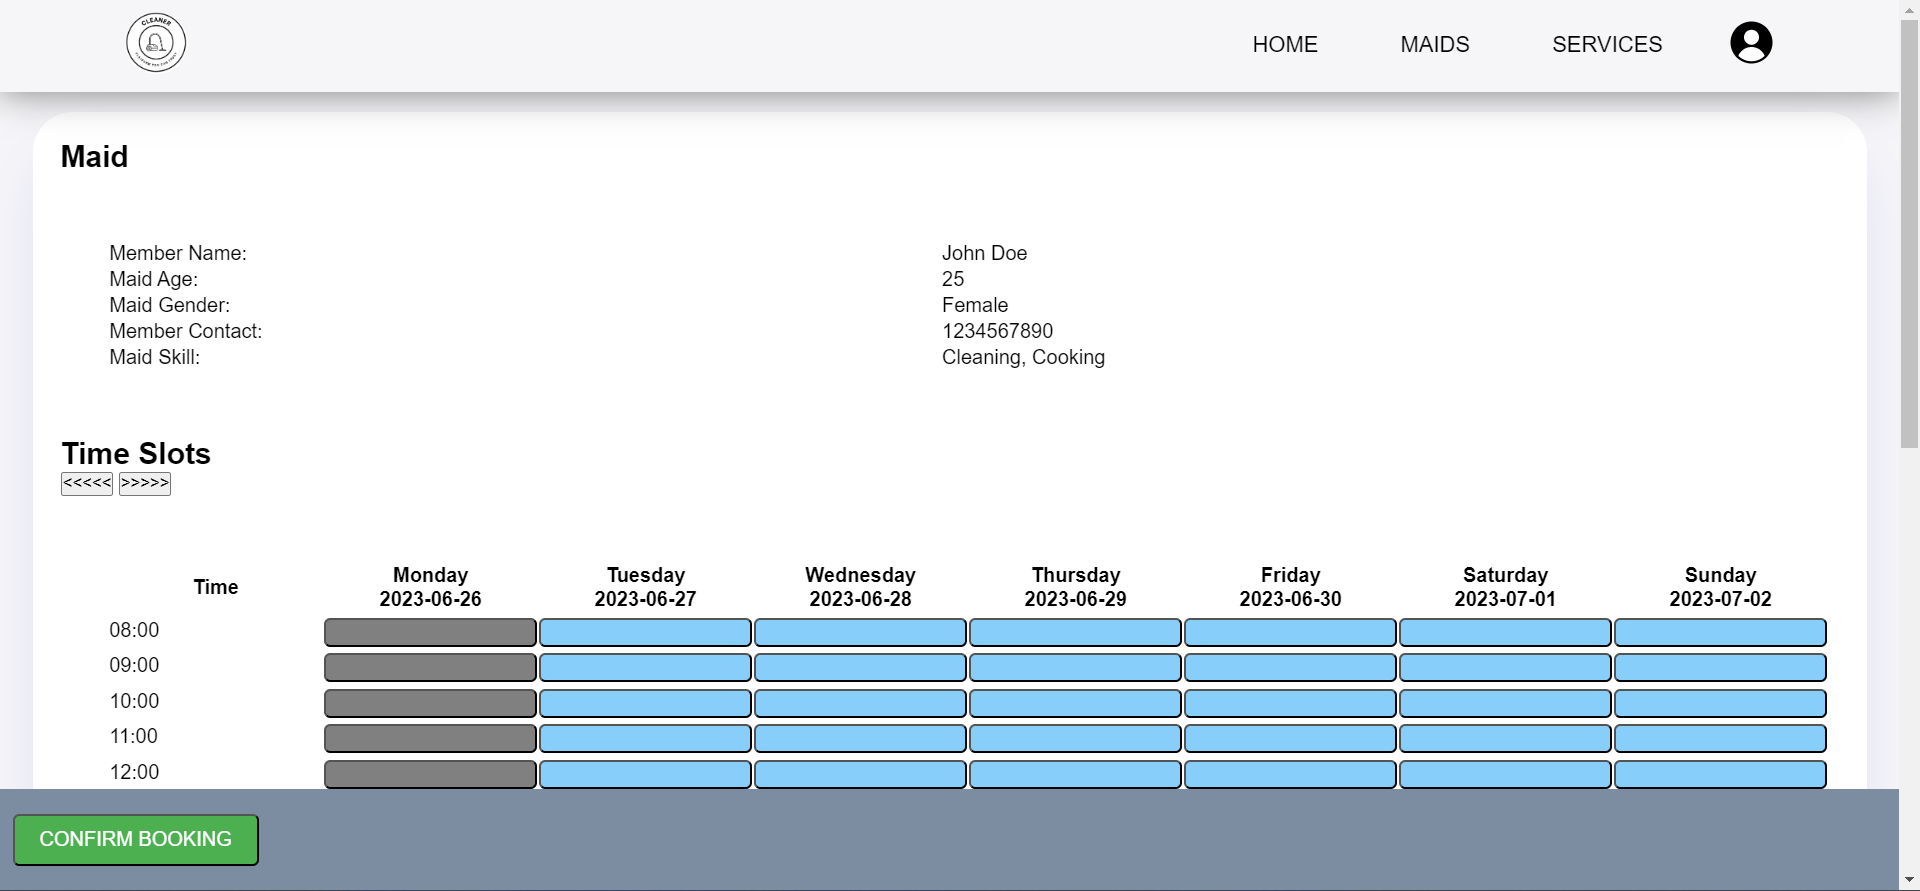 CLEANER
HOME MAIDS SERVICES
Maid
Member Name: John Doe
Maid Age: 25
Maid Gender: Female
Member Contact: 1234567890
Maid Skill: Cleaning, Cooking
Time Slots
<<<<< >>>>>
Time Monday Tuesday Wednesday Thursday Friday Saturday Sunday
2023-06-26 2023-06-27 2023-06-28 2023-06-29 2023-06-30 2023-07-01 2023-07-02
08:00
09:00
10:00
11:00
12:00
CONFIRM BOOKING